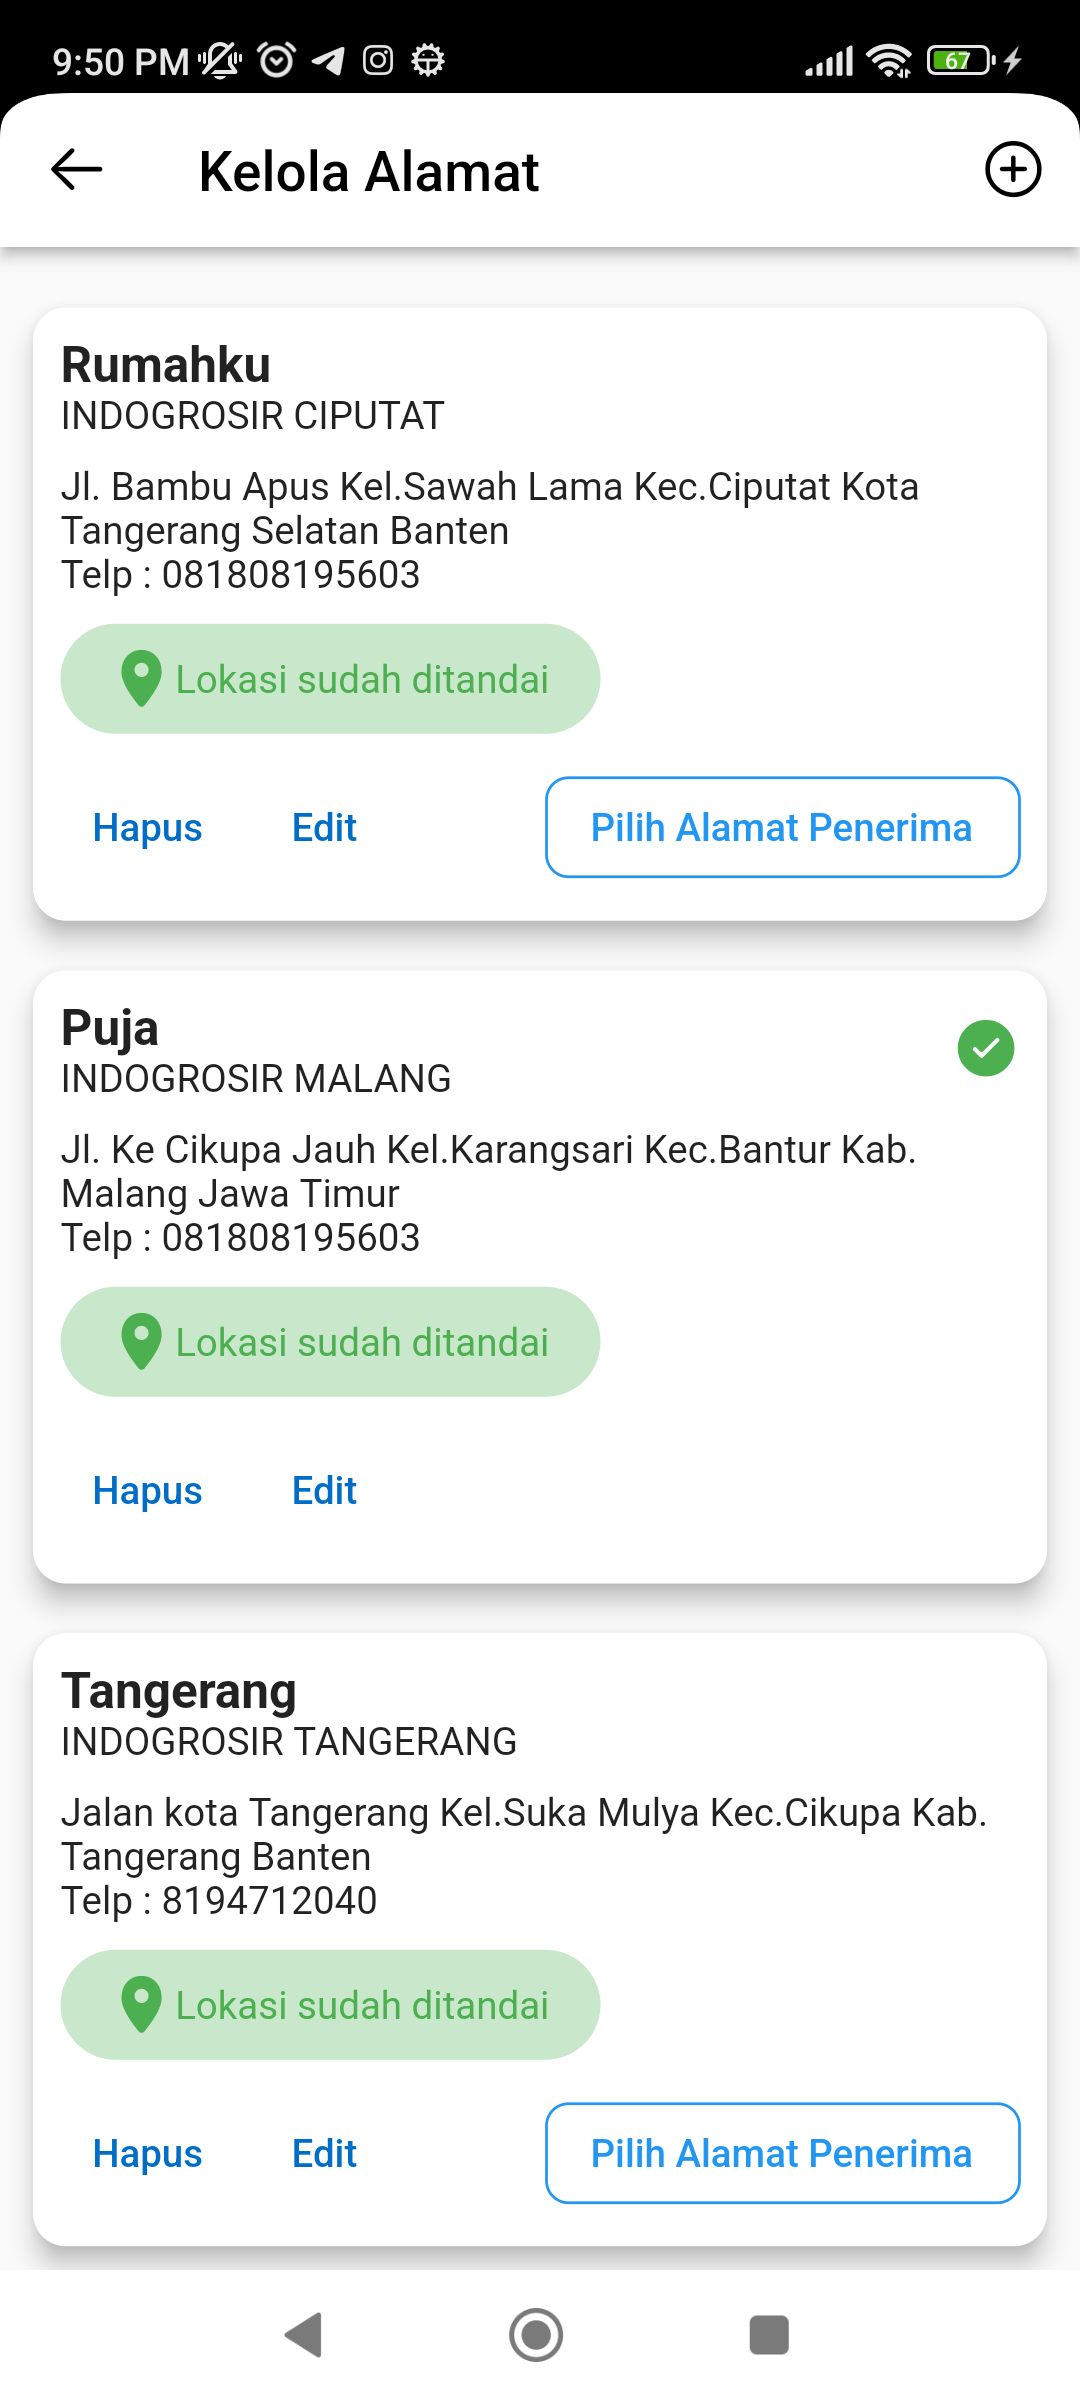 9:50 PM
67
Kelola Alamat
Rumahku
INDOGROSIR CIPUTAT
Jl. Bambu Apus Kel.Sawah Lama Kec.Ciputat Kota
Tangerang Selatan Banten
Telp : 081808195603
Lokasi sudah ditandai
Hapus Edit Pilih Alamat Penerima
Puja
INDOGROSIR MALANG
Jl. Ke Cikupa Jauh Kel.Karangsari Kec.Bantur Kab.
Malang Jawa Timur
Telp : 081808195603
Lokasi sudah ditandai
Hapus Edit
Tangerang
INDOGROSIR TANGERANG
Jalan kota Tangerang Kel.Suka Mulya Kec.Cikupa Kab.
Tangerang Banten
Telp : 8194712040
Lokasi sudah ditandai
Hapus Edit Pilih Alamat Penerima